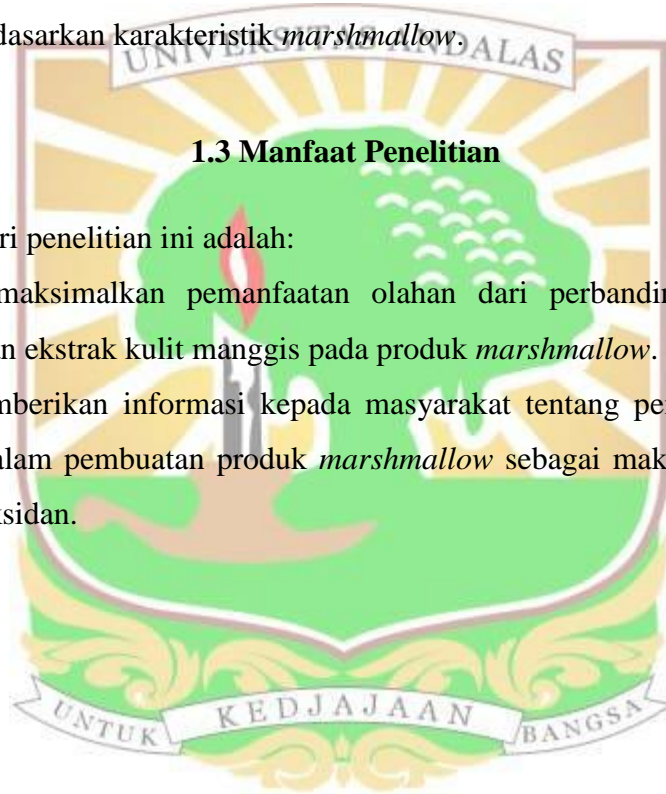 dasarkan karakteristik marshmallow.
UNIVERSITAS ANDALAS
1.3 Manfaat Penelitian
ri penelitian ini adalah:
maksimalkan pemanfaatan olahan dari perbandin
n ekstrak kulit manggis pada produk marshmallow.
mberikan informasi kepada masyarakat tentang pe
alam pembuatan produk marshmallow sebagai mak
ksidan.
UNTUK KEDJAJAAN BANGSA